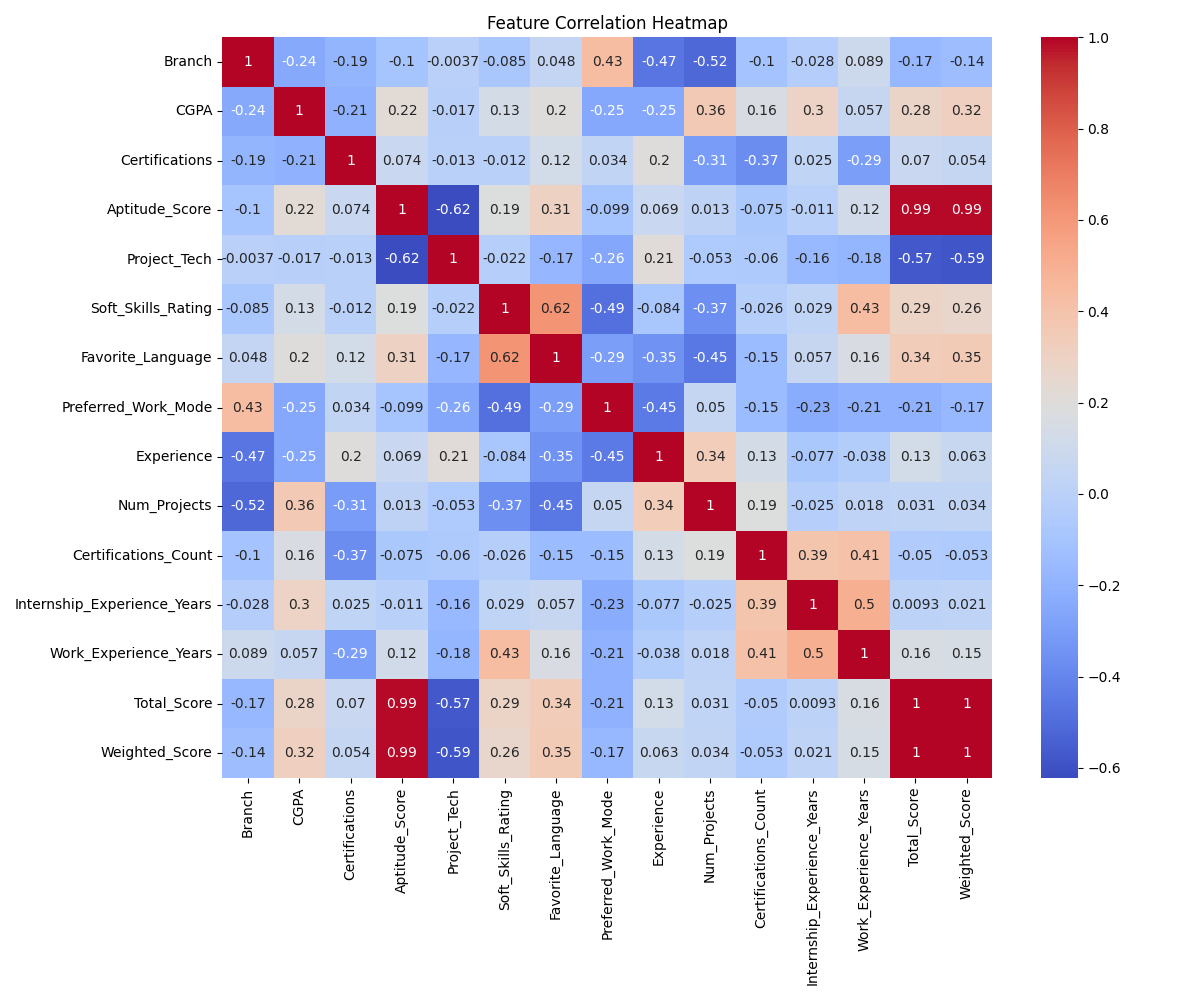 Feature Correlation Heatmap
Branch 1 -0.24 -0.19 -0.1 -0.0037 -0.085 0.048 0.43 -0.47 -0.52 -0.1 -0.028 0.089 -0.17 -0.14
CGPA -0.24 1 -0.21 0.22 -0.017 0.13 0.2 -0.25 -0.25 0.36 0.16 0.3 0.057 0.28 0.32
Certifications -0.19 -0.21 1 0.074 -0.013 -0.012 0.12 0.034 0.2 -0.31 -0.37 0.025 -0.29 0.07 0.054
Aptitude_Score -0.1 0.22 0.074 1 -0.62 0.19 0.31 -0.099 0.069 0.013 -0.075 -0.011 0.12 0.99 0.99
Project_Tech -0.0037 -0.017 -0.013 -0.62 1 -0.022 -0.17 -0.26 0.21 -0.053 -0.06 -0.16 -0.18 -0.57 -0.59
Soft_Skills_Rating -0.085 0.13 -0.012 0.19 -0.022 1 0.62 -0.49 -0.084 -0.37 -0.026 0.029 0.43 0.29 0.26
Favorite_Language 0.048 0.2 0.12 0.31 -0.17 0.62 1 -0.29 -0.35 -0.45 -0.15 0.057 0.16 0.34 0.35
Preferred_Work_Mode 0.43 -0.25 0.034 -0.099 -0.26 -0.49 -0.29 1 -0.45 0.05 -0.15 -0.23 -0.21 -0.21 -0.17
Experience -0.47 -0.25 0.2 0.069 0.21 -0.084 -0.35 -0.45 1 0.34 0.13 -0.077 -0.038 0.13 0.063
Num_Projects -0.52 0.36 -0.31 0.013 -0.053 -0.37 -0.45 0.05 0.34 1 0.19 -0.025 0.018 0.031 0.034
Certifications_Count -0.1 0.16 -0.37 -0.075 -0.06 -0.026 -0.15 -0.15 0.13 0.19 1 0.39 0.41 -0.05 -0.053
Internship_Experience_Years -0.028 0.3 0.025 -0.011 -0.16 0.029 0.057 -0.23 -0.077 -0.025 0.39 1 0.5 0.0093 0.021
Work_Experience_Years 0.089 0.057 -0.29 0.12 -0.18 0.43 0.16 -0.21 -0.038 0.018 0.41 0.5 1 0.16 0.15
Total_Score -0.17 0.28 0.07 0.99 -0.57 0.29 0.34 -0.21 0.13 0.031 -0.05 0.0093 0.16 1 1
Weighted_Score -0.14 0.32 0.054 0.99 -0.59 0.26 0.35 -0.17 0.063 0.034 -0.053 0.021 0.15 1 1
Branch
CGPA
Certifications
Aptitude_Score
Project_Tech
Soft_Skills_Rating
Favorite_Language
Preferred_Work_Mode
Experience
Num_Projects
Certifications_Count
Internship_Experience_Years
Work_Experience_Years
Total_Score
Weighted_Score
1.0
0.8
0.6
0.4
0.2
0.0
−0.2
−0.4
−0.6